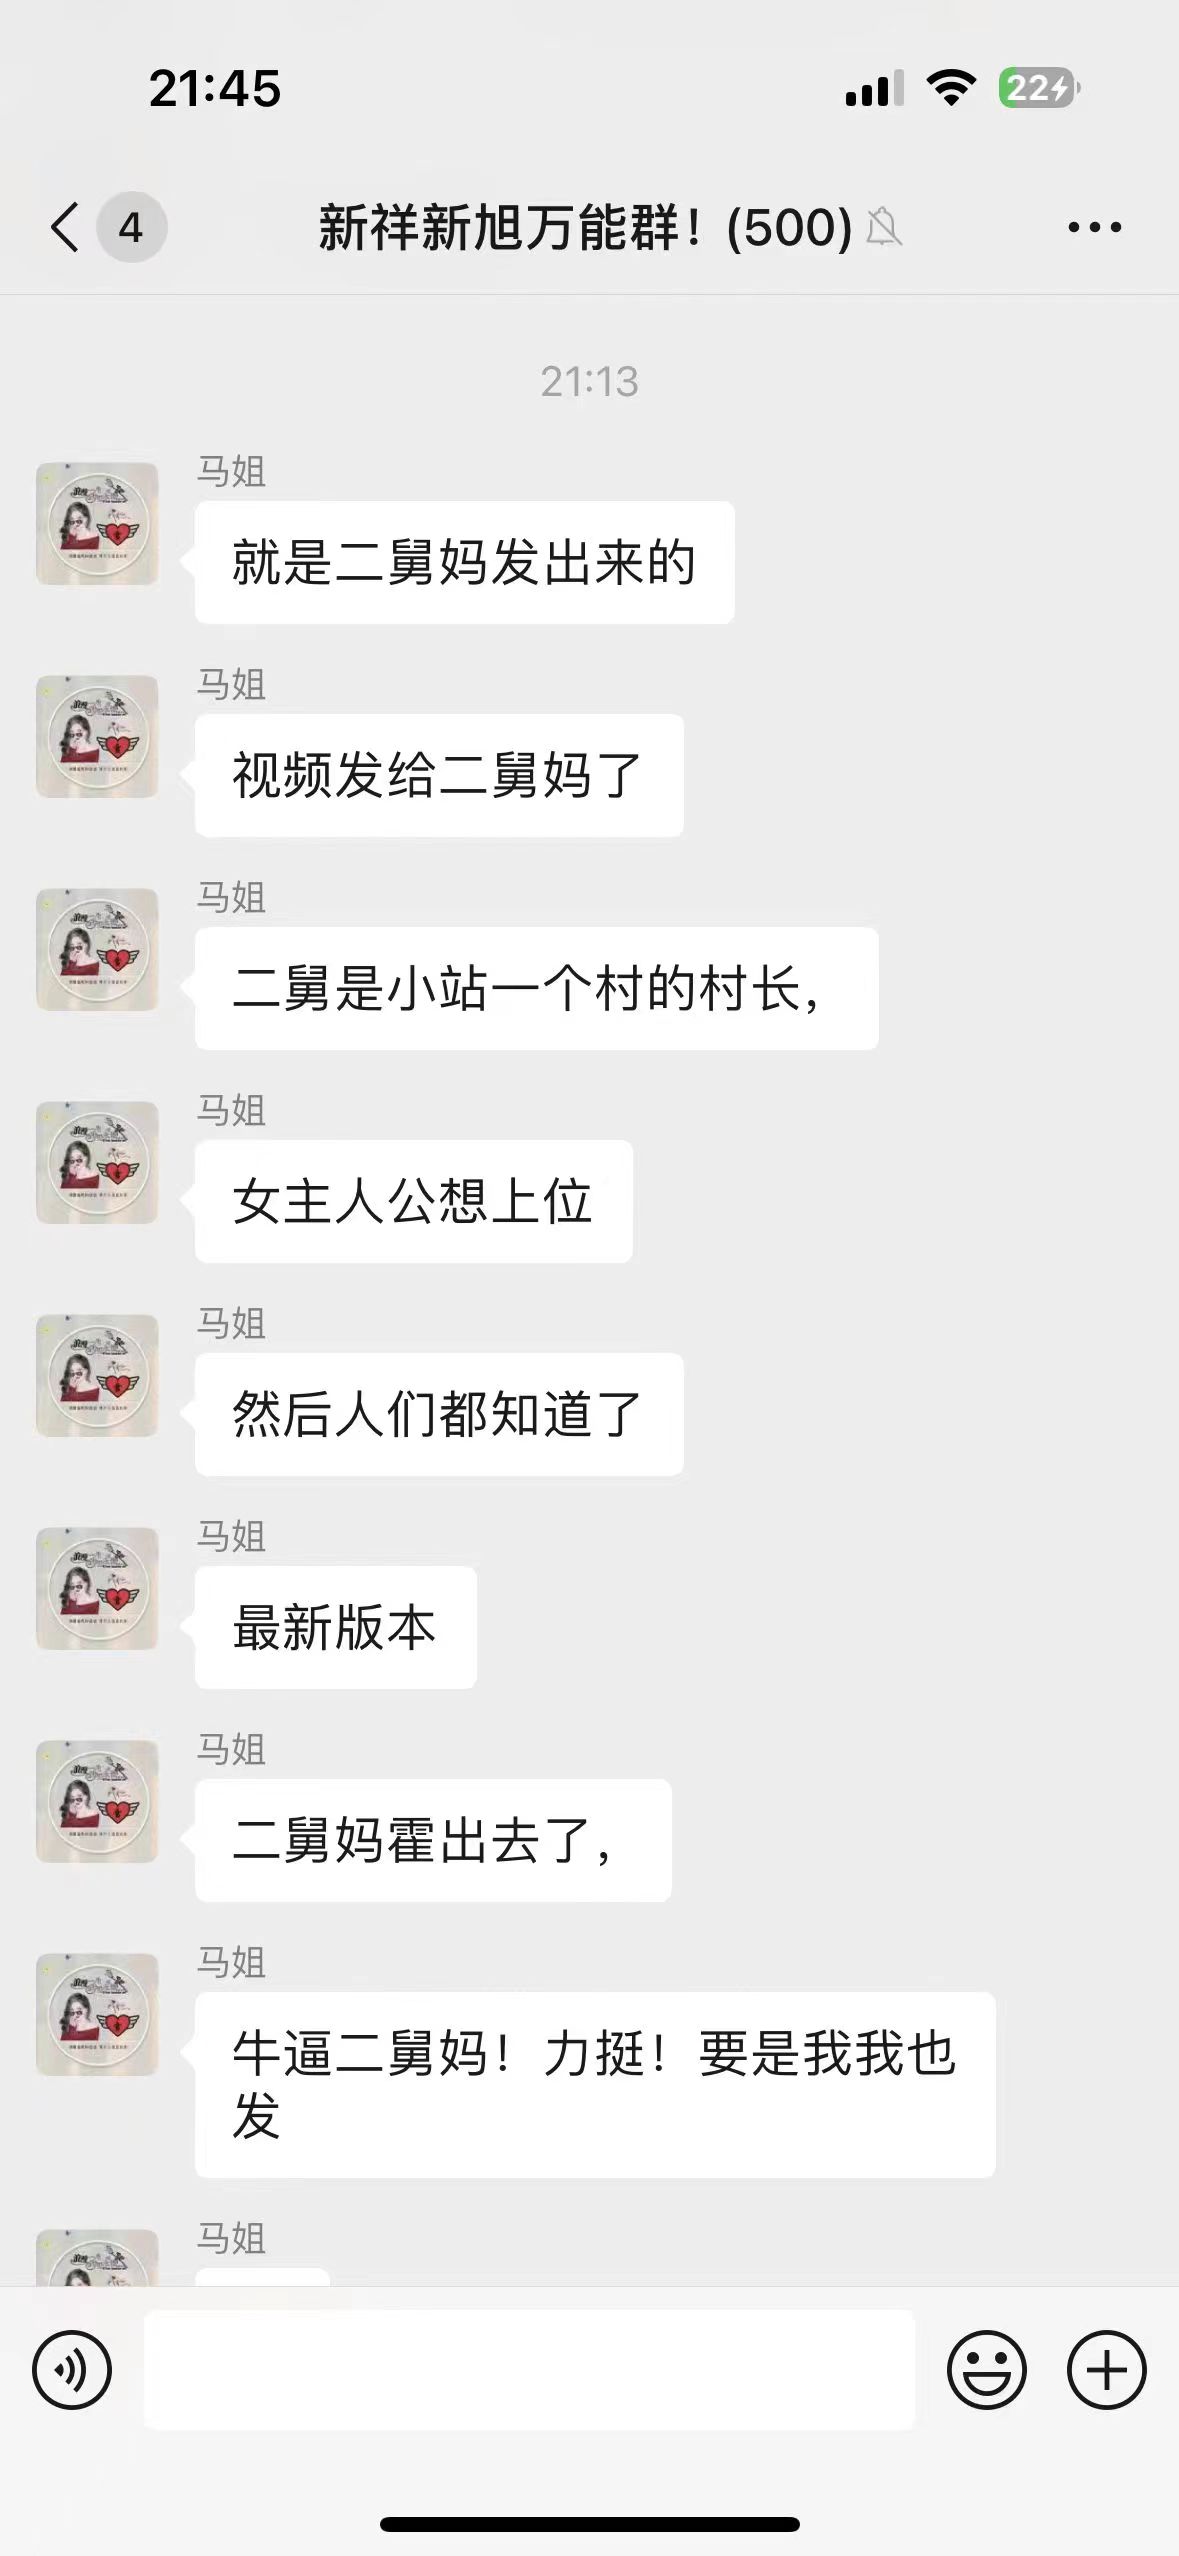 21:45
22
4
新祥新旭万能群！(500)
21:13
马姐
就是二舅妈发出来的
马姐
视频发给二舅妈了
马姐
二舅是小站一个村的村长，
马姐
女主人公想上位
马姐
然后人们都知道了
马姐
最新版本
马姐
二舅妈霍出去了，
马姐
牛逼二舅妈！力挺！要是我我也
发
马姐